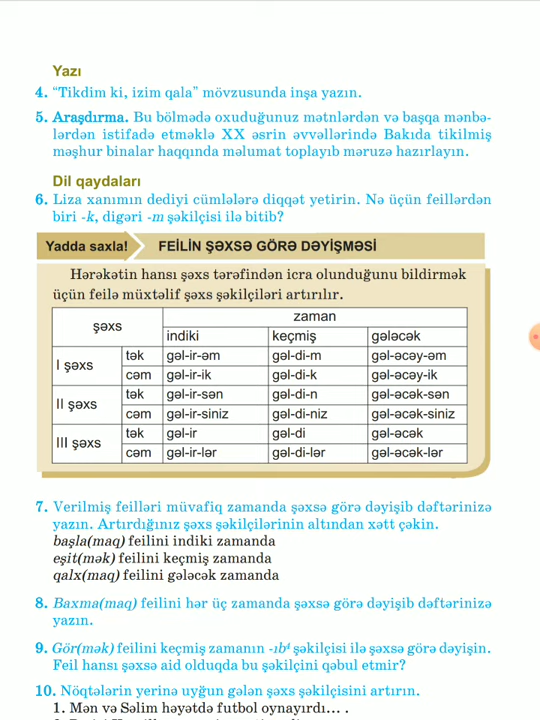 Yazı
4. “Tikdim ki, izim qala” mövzusunda inşa yazın.
5. Araşdırma. Bu bölmədə oxuduğunuz mətnlərdən və başqa mənbə-
lərdən istifadə etməklə XX əsrin əvvəllərində Bakıda tikilmiş
məşhur binalar haqqında məlumat toplayıb məruzə hazırlayın.
Dil qaydaları
6. Liza xanımın dediyi cümlələrə diqqət yetirin. Nə üçün feillərdən
biri -k, digəri -m şəkilçisi ilə bitib?
Yadda saxla! FEİLİN ŞƏXSƏ GÖRƏ DƏYİŞMƏSİ
Hərəkətin hansı şəxs tərəfindən icra olunduğunu bildirmək
üçün feilə müxtəlif şəxs şəkilçiləri artırılır.
şəxs zaman
indiki keçmiş gələcək
I şəxs tək gəl-ir-əm gəl-di-m gəl-əcəy-əm
cəm gəl-ir-ik gəl-di-k gəl-əcəy-ik
II şəxs tək gəl-ir-sən gəl-di-n gəl-əcək-sən
cəm gəl-ir-siniz gəl-di-niz gəl-əcək-siniz
III şəxs tək gəl-ir gəl-di gəl-əcək
cəm gəl-ir-lər gəl-di-lər gəl-əcək-lər
7. Verilmiş feilləri müvafiq zamanda şəxsə görə dəyişib dəftərinizə
yazın. Artırdığınız şəxs şəkilçilərinin altından xətt çəkin.
başla(maq) feilini indiki zamanda
eşit(mək) feilini keçmiş zamanda
qalx(maq) feilini gələcək zamanda
8. Baxma(maq) feilini hər üç zamanda şəxsə görə dəyişib dəftərinizə
yazın.
9. Gör(mək) feilini keçmiş zamanın -ıb⁴ şəkilçisi ilə şəxsə görə dəyişin.
Feil hansı şəxsə aid olduqda bu şəkilçini qəbul etmir?
10. Nöqtələrin yerinə uyğun gələn şəxs şəkilçisini artırın.
1. Mən və Səlim həyətdə futbol oynayırdı... .